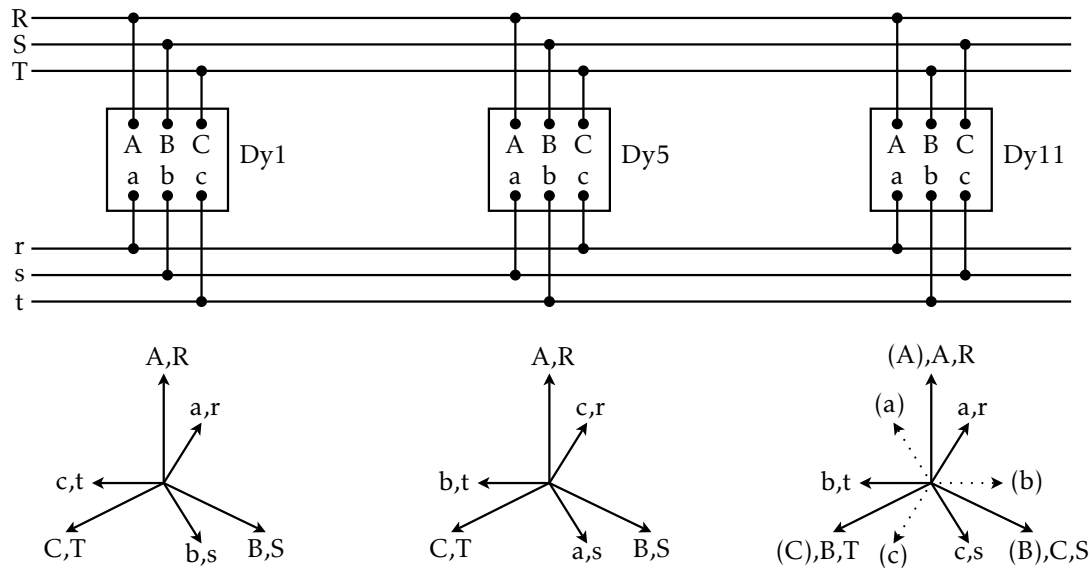 R
S
T
A B C
a b c
Dy1
A B C
a b c
Dy5
A B C
a b c
Dy11
r
s
t
A,R
a,r
c,t
C,T
b,s
B,S
A,R
c,r
b,t
C,T
a,s
B,S
(A),A,R
(a)
a,r
b,t
(b)
(C),B,T
(c)
c,s
(B),C,S